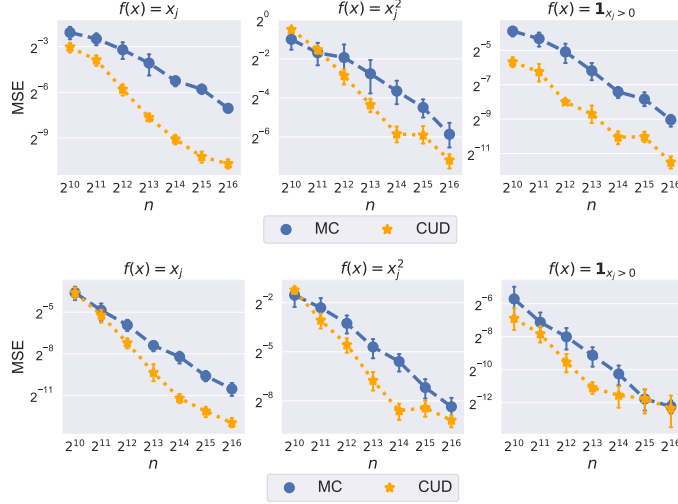 f(x) = x_j
f(x) = x_j^2
f(x) = 1_{x_j>0}
MSE
2^{-3}
2^{-6}
2^{-9}
2^0
2^{-2}
2^{-4}
2^{-6}
2^{-5}
2^{-7}
2^{-9}
2^{-11}
2^{10} 2^{11} 2^{12} 2^{13} 2^{14} 2^{15} 2^{16}
2^{10} 2^{11} 2^{12} 2^{13} 2^{14} 2^{15} 2^{16}
2^{10} 2^{11} 2^{12} 2^{13} 2^{14} 2^{15} 2^{16}
n
n
n
MC CUD
f(x) = x_j
f(x) = x_j^2
f(x) = 1_{x_j>0}
MSE
2^{-5}
2^{-8}
2^{-11}
2^{-2}
2^{-5}
2^{-8}
2^{-6}
2^{-8}
2^{-10}
2^{-12}
2^{10} 2^{11} 2^{12} 2^{13} 2^{14} 2^{15} 2^{16}
2^{10} 2^{11} 2^{12} 2^{13} 2^{14} 2^{15} 2^{16}
2^{10} 2^{11} 2^{12} 2^{13} 2^{14} 2^{15} 2^{16}
n
n
n
MC CUD